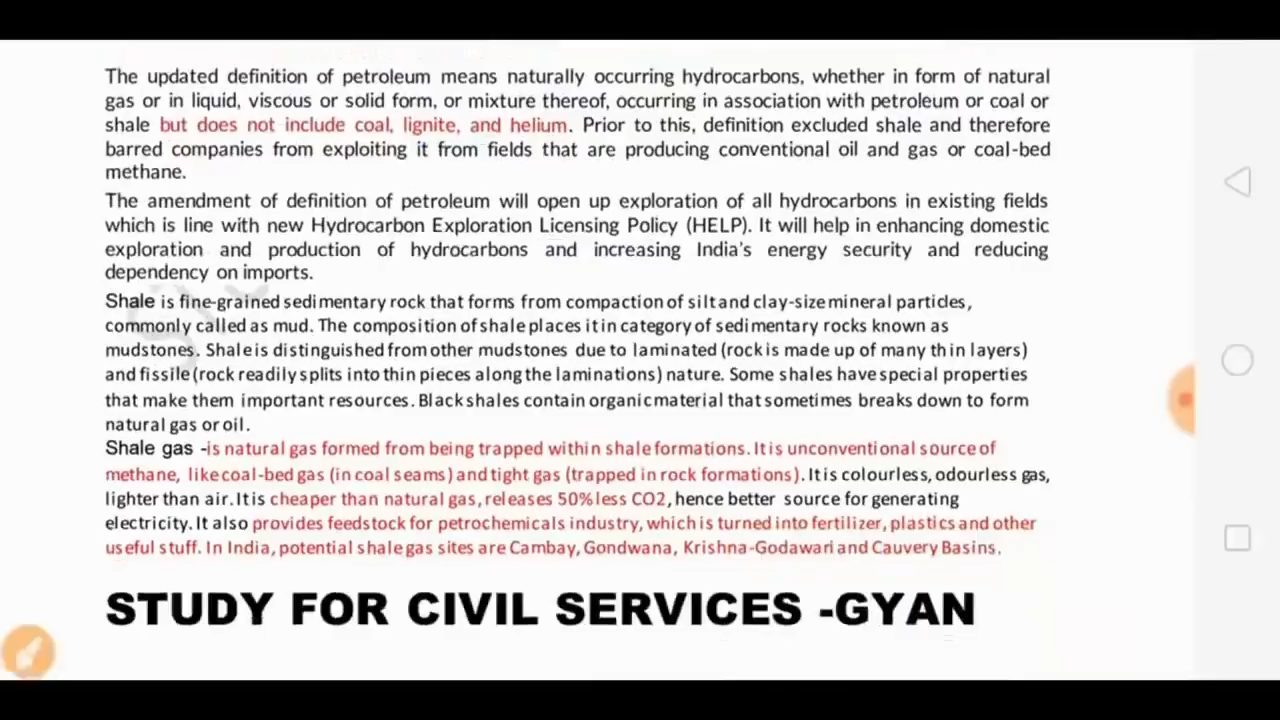 The updated definition of petroleum means naturally occurring hydrocarbons, whether in form of natural
gas or in liquid, viscous or solid form, or mixture thereof, occurring in association with petroleum or coal or
shale but does not include coal, lignite, and helium. Prior to this, definition excluded shale and therefore
barred companies from exploiting it from fields that are producing conventional oil and gas or coal-bed
methane.
The amendment of definition of petroleum will open up exploration of all hydrocarbons in existing fields
which is line with new Hydrocarbon Exploration Licensing Policy (HELP). It will help in enhancing domestic
exploration and production of hydrocarbons and increasing India's energy security and reducing
dependency on imports.
Shale is fine-grained sedimentary rock that forms from compaction of silt and clay-size mineral particles,
commonly called as mud. The composition of shale places it in category of sedimentary rocks known as
mudstones. Shale is distinguished from other mudstones due to laminated (rock is made up of many thin layers)
and fissile (rock readily splits into thin pieces along the laminations) nature. Some shales have special properties
that make them important resources. Black shales contain organic material that sometimes breaks down to form
natural gas or oil.
Shale gas -is natural gas formed from being trapped within shale formations. It is unconventional source of
methane, like coal-bed gas (in coal seams) and tight gas (trapped in rock formations). It is colourless, odourless gas,
lighter than air. It is cheaper than natural gas, releases 50% less CO2, hence better source for generating
electricity. It also provides feedstock for petrochemicals industry, which is turned into fertilizer, plastics and other
useful stuff. In India, potential shale gas sites are Cambay, Gondwana, Krishna-Godawari and Cauvery Basins.
STUDY FOR CIVIL SERVICES -GYAN